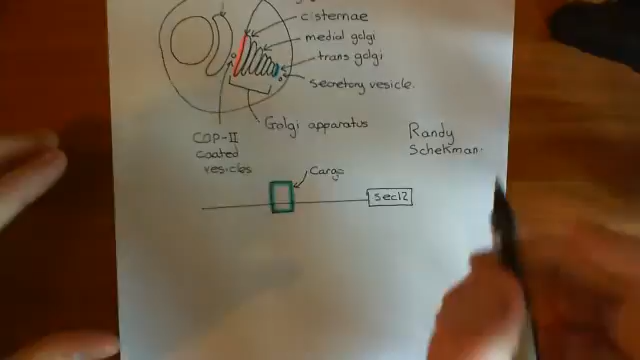 cisternae
medial golgi
trans golgi
secretory vesicle.
Golgi apparatus
COP-II
coated
vesicles
Randy
Schekman.
Cargo
sec12